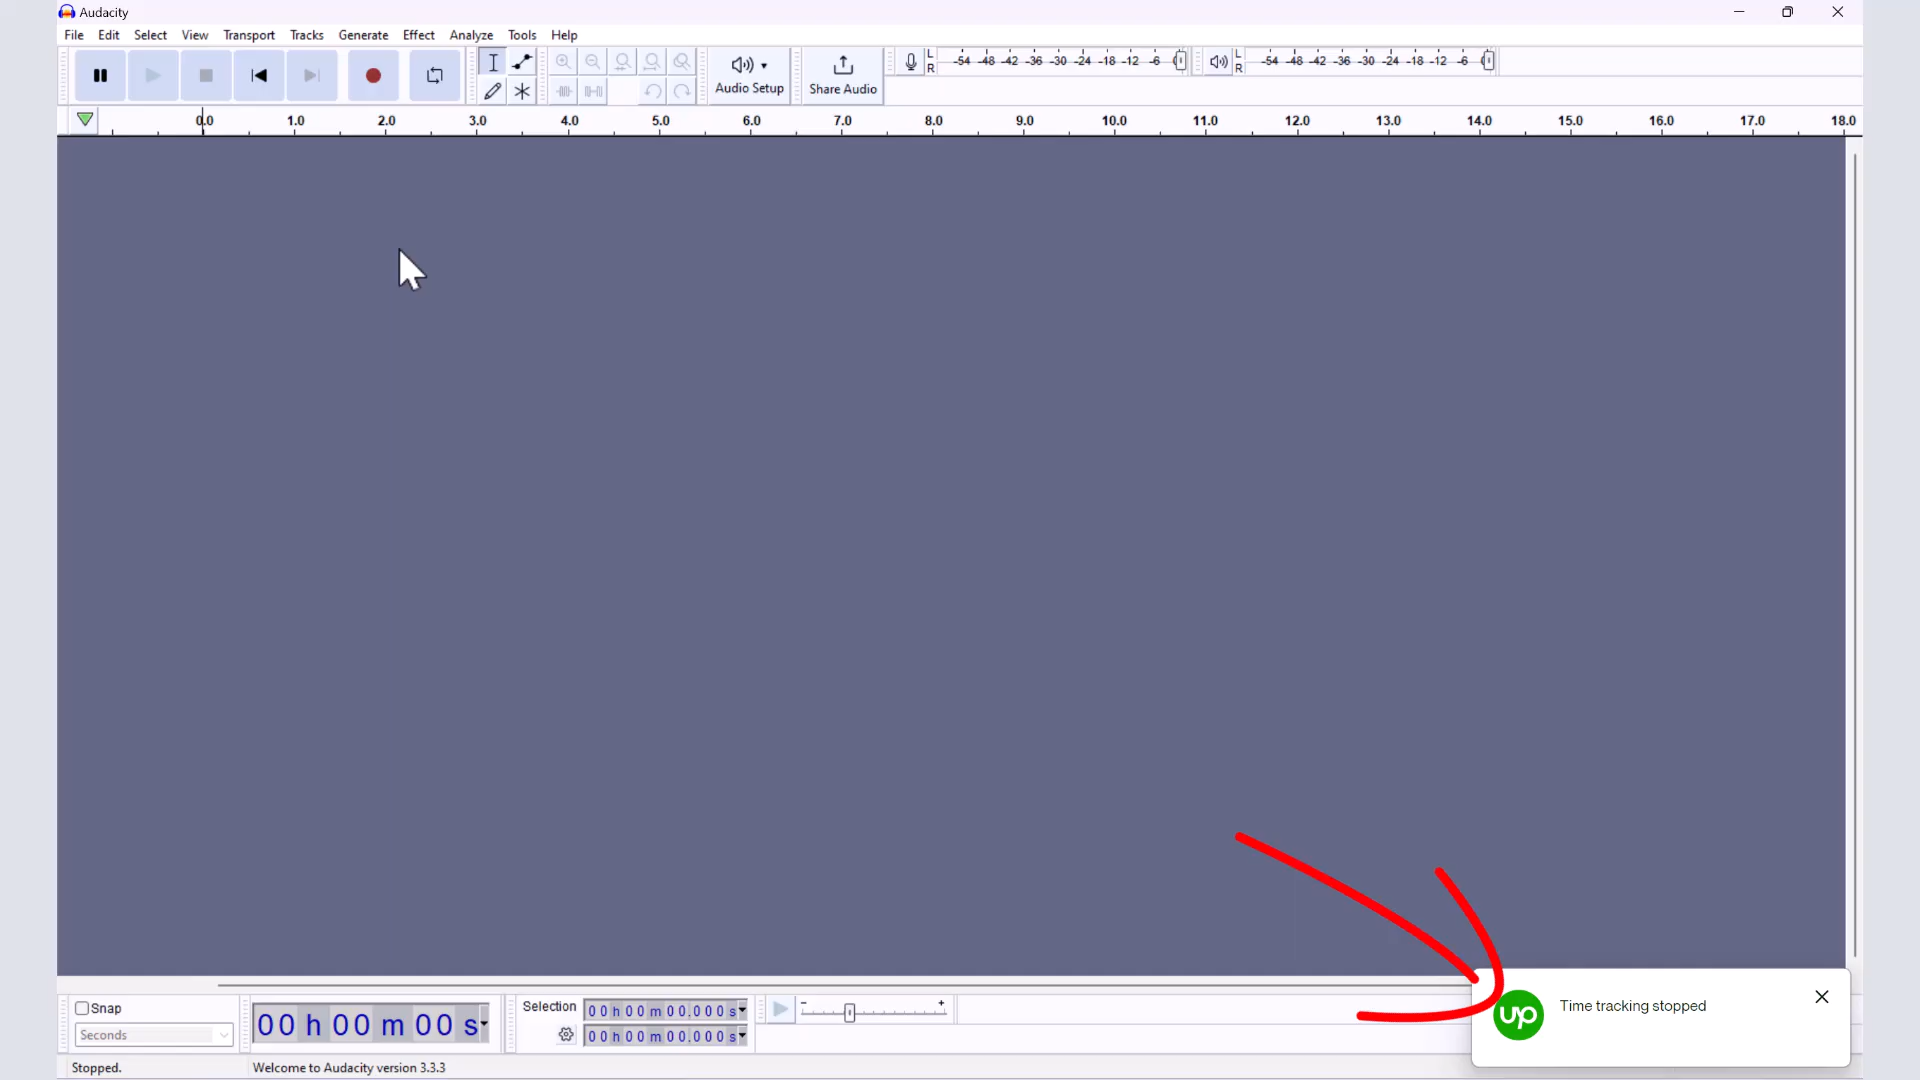 Audacity
File Edit Select View Transport Tracks Generate Effect Analyze Tools Help
Audio Setup
Share Audio
L
R
-54 -48 -42 -36 -30 -24 -18 -12 -6 0
L
R
-54 -48 -42 -36 -30 -24 -18 -12 -6 0
0.0 1.0 2.0 3.0 4.0 5.0 6.0 7.0 8.0 9.0 10.0 11.0 12.0 13.0 14.0 15.0 16.0 17.0 18.0
Snap
Seconds
00 h 00 m 00 s
Selection
00 h 00 m 00.000 s
00 h 00 m 00.000 s
- +
up
Time tracking stopped
Stopped.
Welcome to Audacity version 3.3.3